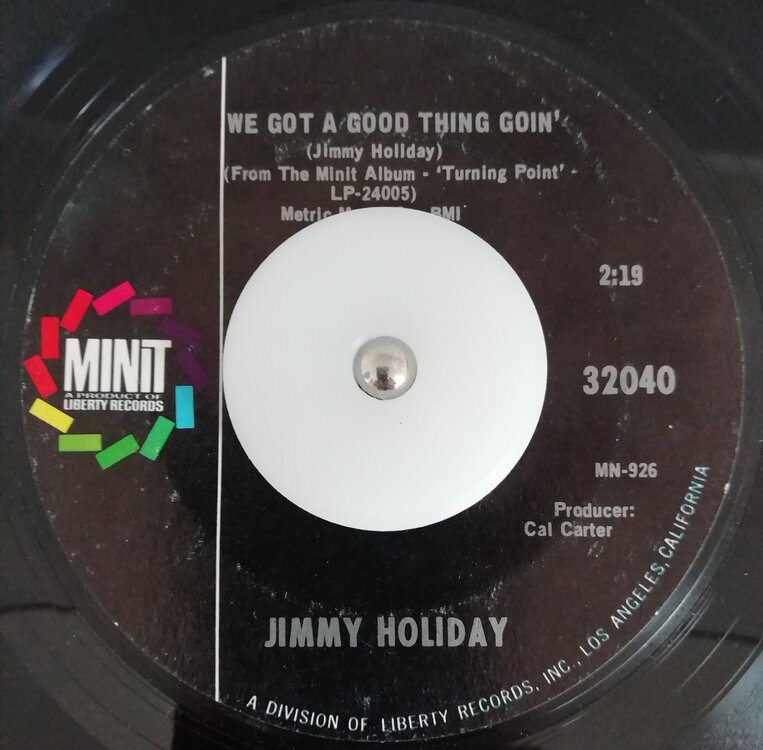 WE GOT A GOOD THING GOIN'
(Jimmy Holiday)
(From The Minit Album - 'Turning Point' -
LP-24005)
Metric BMI
2:19
MINIT
A PRODUCT OF
LIBERTY RECORDS
32040
MN-926
Producer:
Cal Carter
JIMMY HOLIDAY
A DIVISION OF LIBERTY RECORDS, INC., LOS ANGELES, CALIFORNIA